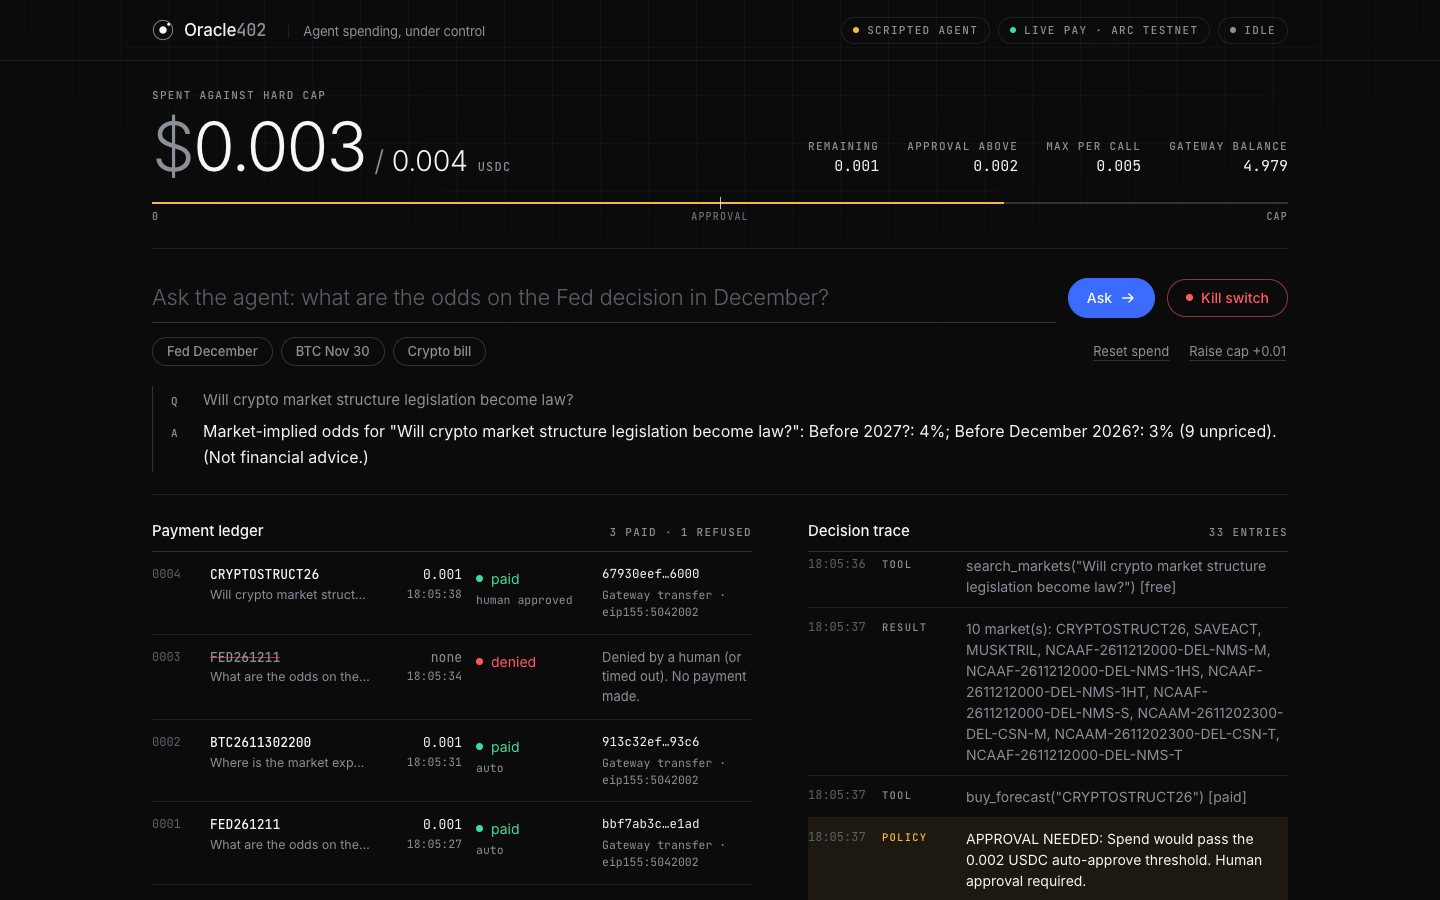 Oracle402
Agent spending, under control
SCRIPTED AGENT
LIVE PAY · ARC TESTNET
IDLE
SPENT AGAINST HARD CAP
$0.003 / 0.004 USDC
REMAINING
0.001
APPROVAL ABOVE
0.002
MAX PER CALL
0.005
GATEWAY BALANCE
4.979
0
APPROVAL
CAP
Ask the agent: what are the odds on the Fed decision in December?
Ask →
Kill switch
Fed December
BTC Nov 30
Crypto bill
Reset spend
Raise cap +0.01
Q Will crypto market structure legislation become law?
A Market-implied odds for "Will crypto market structure legislation become law?": Before 2027?: 4%; Before December 2026?: 3% (9 unpriced).
(Not financial advice.)
Payment ledger
3 PAID · 1 REFUSED
0004 CRYPTOSTRUCT26 0.001 paid 67930eef…6000
Will crypto market struct… 18:05:38 human approved Gateway transfer ·
eip155:5042002
0003 FED261211 none denied Denied by a human (or
What are the odds on the… 18:05:34 timed out). No payment
made.
0002 BTC2611302200 0.001 paid 913c32ef…93c6
Where is the market exp… 18:05:31 auto Gateway transfer ·
eip155:5042002
0001 FED261211 0.001 paid bbf7ab3c…e1ad
What are the odds on the… 18:05:27 auto Gateway transfer ·
eip155:5042002
Decision trace
33 ENTRIES
18:05:36 TOOL search_markets("Will crypto market structure
legislation become law?") [free]
18:05:37 RESULT 10 market(s): CRYPTOSTRUCT26, SAVEACT,
MUSKTRIL, NCAAF-2611212000-DEL-NMS-M,
NCAAF-2611212000-DEL-NMS-1HS, NCAAF-
2611212000-DEL-NMS-1HT, NCAAF-
2611212000-DEL-NMS-S, NCAAM-2611202300-
DEL-CSN-M, NCAAM-2611202300-DEL-CSN-T,
NCAAF-2611212000-DEL-NMS-T
18:05:37 TOOL buy_forecast("CRYPTOSTRUCT26") [paid]
18:05:37 POLICY APPROVAL NEEDED: Spend would pass the
0.002 USDC auto-approve threshold. Human
approval required.